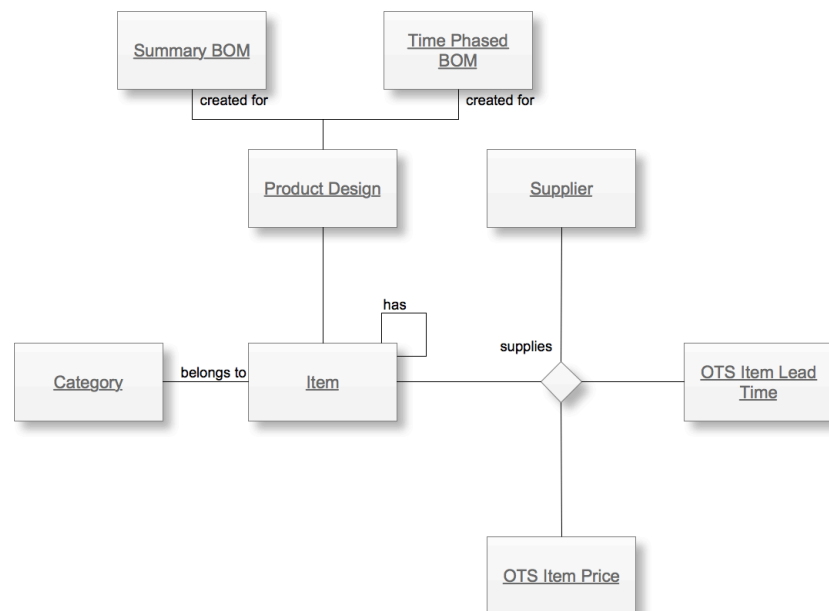 Summary BOM
Time Phased
BOM
created for
created for
Product Design
Supplier
has
supplies
belongs to
Category
Item
OTS Item Lead
Time
OTS Item Price